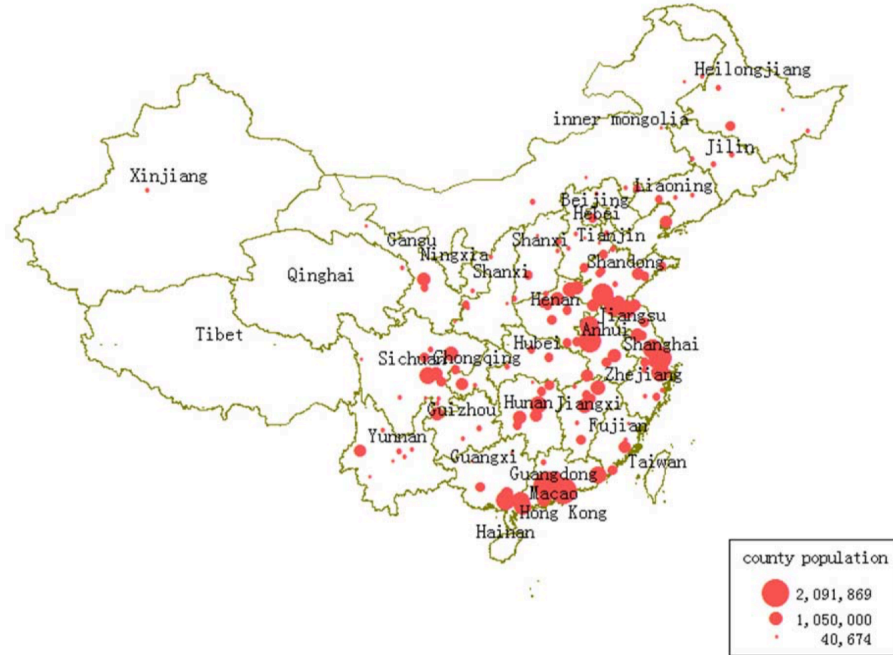 Heilongjiang
inner mongolia
Jilin
Xinjiang
Liaoning
Beijing
Hebei
Gansu
Shanxi
Tianjin
Ningxia
Shandong
Qinghai
Shanxi
Henan
Jiangsu
Tibet
Anhui
Hubei
Shanghai
Sichuan
Chongqing
Zhejiang
Guizhou
Hunan
Jiangxi
Yunnan
Fujian
Guangxi
Taiwan
Guangdong
Macao
Hong Kong
Hainan
county population
2,091,869
1,050,000
40,674